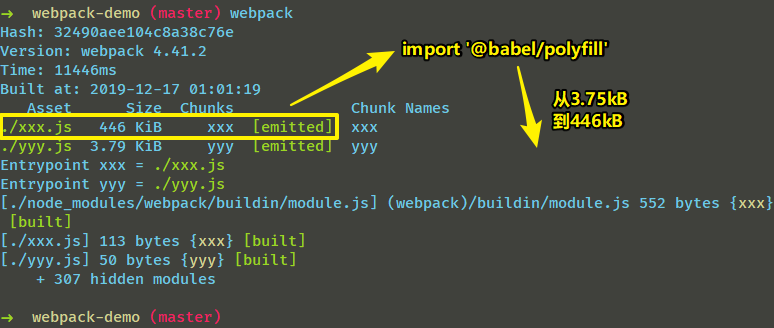 → webpack-demo (master) webpack
Hash: 32490aee104c8a38c76e
Version: webpack 4.41.2
Time: 11446ms
Built at: 2019-12-17 01:01:19
Asset Size Chunks Chunk Names
./xxx.js 446 KiB xxx [emitted] xxx
./yyy.js 3.79 KiB yyy [emitted] yyy
Entrypoint xxx = ./xxx.js
Entrypoint yyy = ./yyy.js
[./node_modules/webpack/buildin/module.js] (webpack)/buildin/module.js 552 bytes {xxx}
[built]
[./xxx.js] 113 bytes {xxx} [built]
[./yyy.js] 50 bytes {yyy} [built]
+ 307 hidden modules
→ webpack-demo (master)
import '@babel/polyfill'
从3.75kB
到446kB